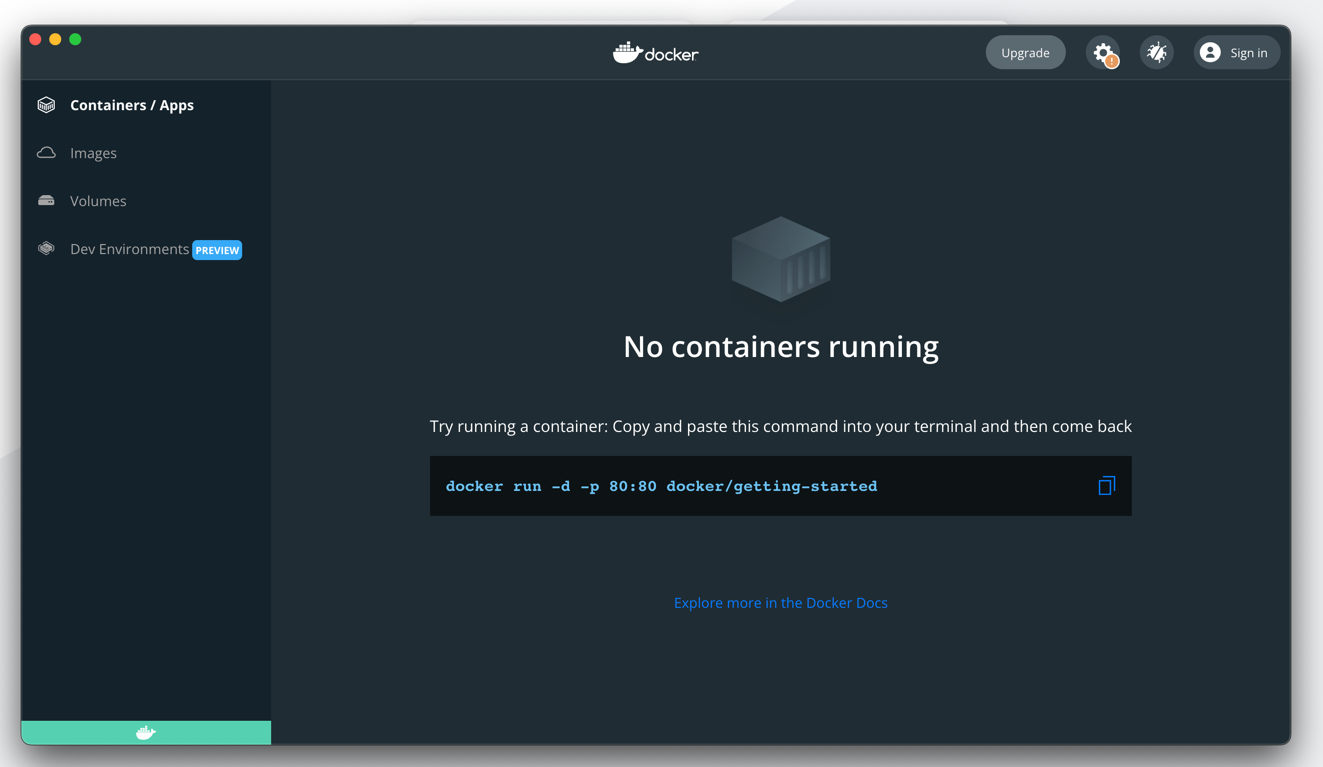 docker
Upgrade
!
Sign in
Containers / Apps
Images
Volumes
Dev Environments PREVIEW
No containers running
Try running a container: Copy and paste this command into your terminal and then come back
docker run -d -p 80:80 docker/getting-started
Explore more in the Docker Docs